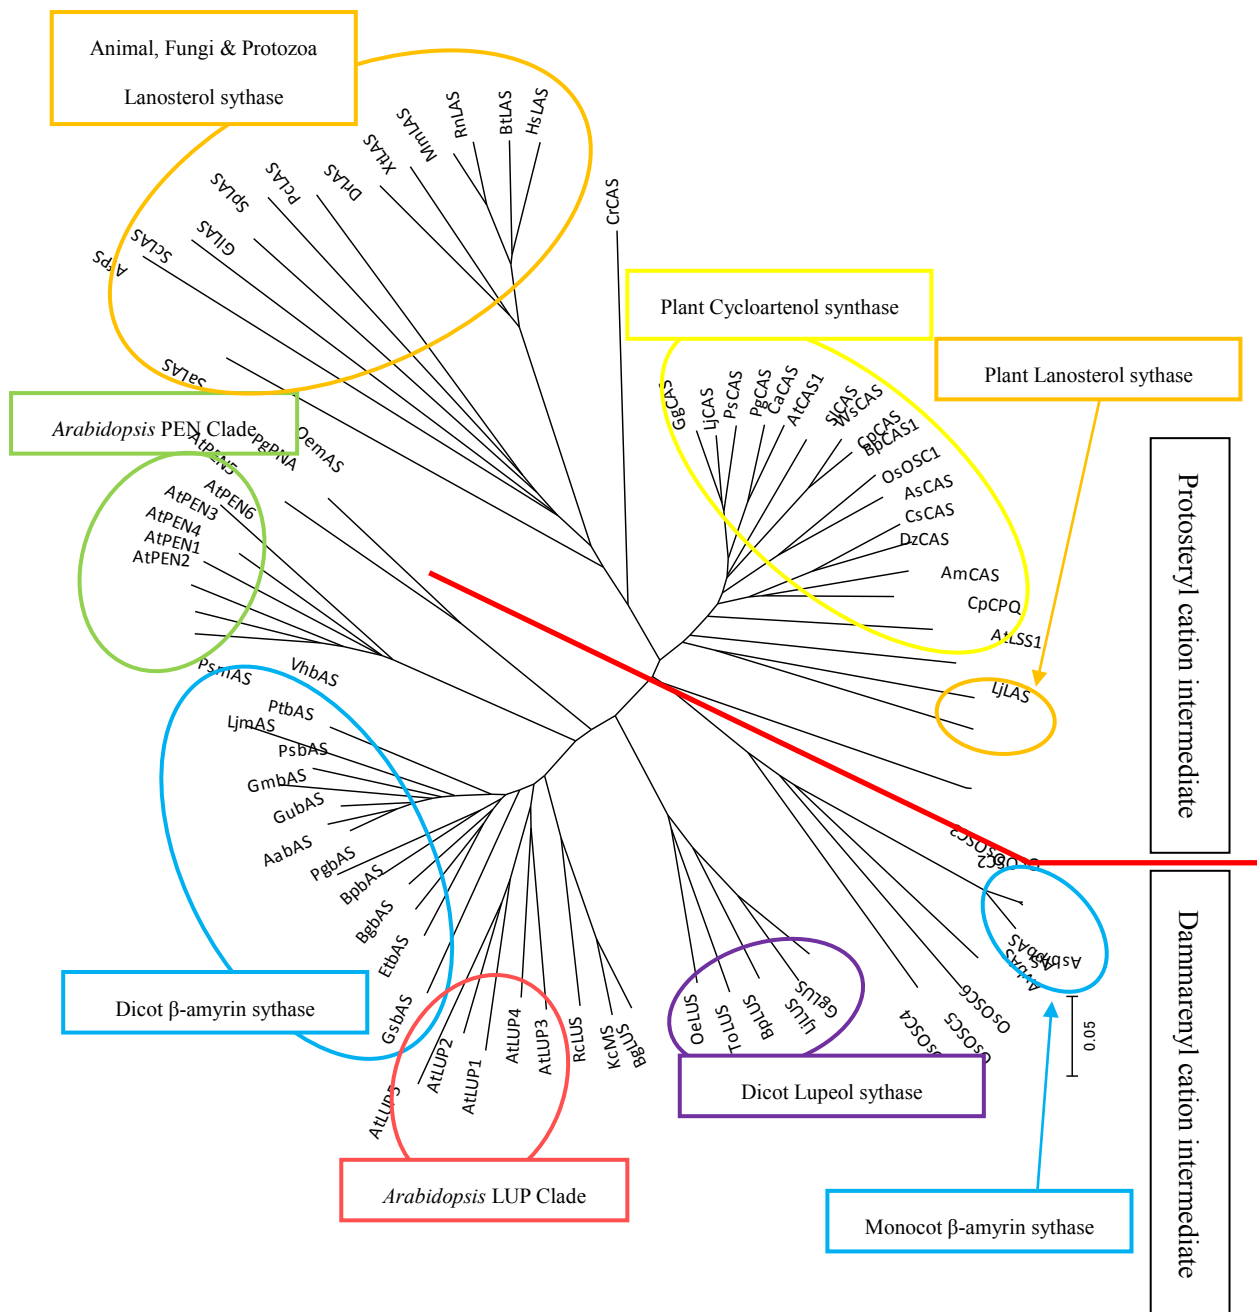 Animal, Fungi & Protozoa
Lanosterol sythase
HsLAS
BtLAS
RnLAS
MmLAS
XtLAS
DrLAS
PcLAS
SpLAS
GlLAS
ScLAS
AfPS
SaLAS
CrCAS
Plant Cycloartenol synthase
Plant Lanosterol sythase
GgCAS
LjCAS
PsCAS
PgCAS
CaCAS
AtCAS1
SlCAS
WsCAS
CpCAS
BpCAS1
OsOSC1
AsCAS
CsCAS
DzCAS
AmCAS
CpCPQ
AtLSS1
LjLAS
Arabidopsis PEN Clade
OemAS
PgPNA
AtPEN5
AtPEN6
AtPEN3
AtPEN4
AtPEN1
AtPEN2
PsmAS
VhbAS
PtbAS
LjmAS
PsbAS
GmbAS
GubAS
AabAS
PgbAS
BpbAS
BgbAS
EtbAS
GsbAS
Dicot β-amyrin sythase
AtLUP5
AtLUP2
AtLUP1
AtLUP4
AtLUP3
RcLUS
KcMS
BgLUS
Arabidopsis LUP Clade
OeLUS
ToLUS
BpLUS
LjLUS
GgLUS
Dicot Lupeol sythase
OsOSC4
OsOSC5
OsOSC6
AsbAS
0.05
Monocot β-amyrin sythase
Protosteryl cation intermediate
Dammarenyl cation intermediate